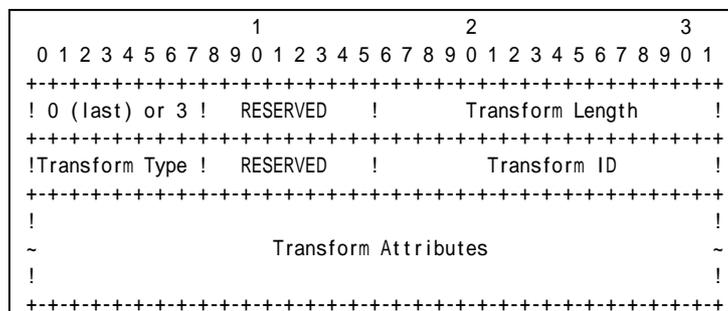 1                   2                   3
 0 1 2 3 4 5 6 7 8 9 0 1 2 3 4 5 6 7 8 9 0 1 2 3 4 5 6 7 8 9 0 1
+-+-+-+-+-+-+-+-+-+-+-+-+-+-+-+-+-+-+-+-+-+-+-+-+-+-+-+-+-+-+-+-+
! 0 (last) or 3 !   RESERVED    !        Transform Length       !
+-+-+-+-+-+-+-+-+-+-+-+-+-+-+-+-+-+-+-+-+-+-+-+-+-+-+-+-+-+-+-+-+
!Transform Type !   RESERVED    !          Transform ID         !
+-+-+-+-+-+-+-+-+-+-+-+-+-+-+-+-+-+-+-+-+-+-+-+-+-+-+-+-+-+-+-+-+
!                                                               !
~                      Transform Attributes                     ~
!                                                               !
+-+-+-+-+-+-+-+-+-+-+-+-+-+-+-+-+-+-+-+-+-+-+-+-+-+-+-+-+-+-+-+-+